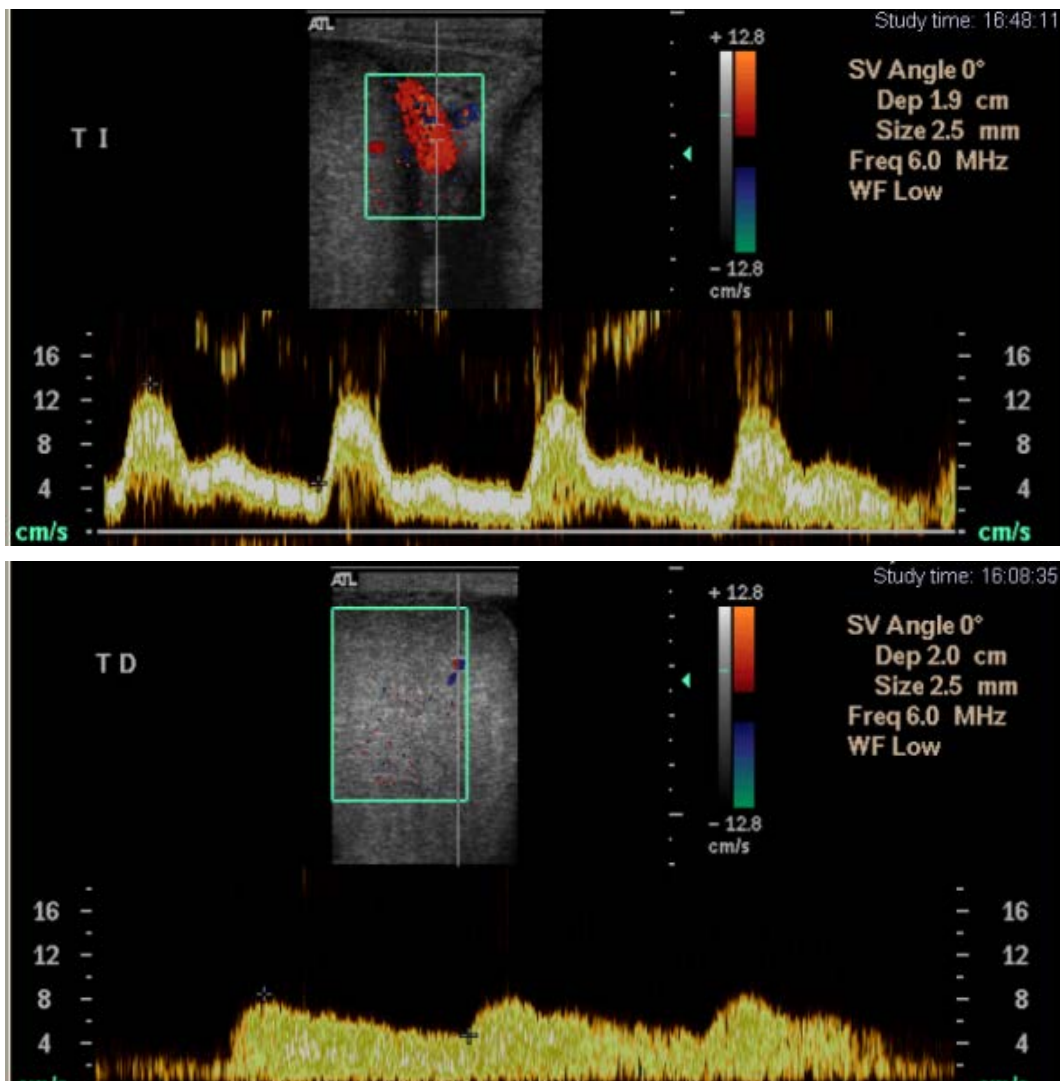 ATL
Study time: 16:48:11
+ 12.8
SV Angle 0°
Dep 1.9 cm
Size 2.5 mm
Freq 6.0 MHz
WF Low
T I
- 12.8
cm/s
16 16
12 12
8 8
4 4
cm/s cm/s
ATL
Study time: 16:08:35
+ 12.8
SV Angle 0°
Dep 2.0 cm
Size 2.5 mm
Freq 6.0 MHz
WF Low
T D
- 12.8
cm/s
16 16
12 12
8 8
4 4